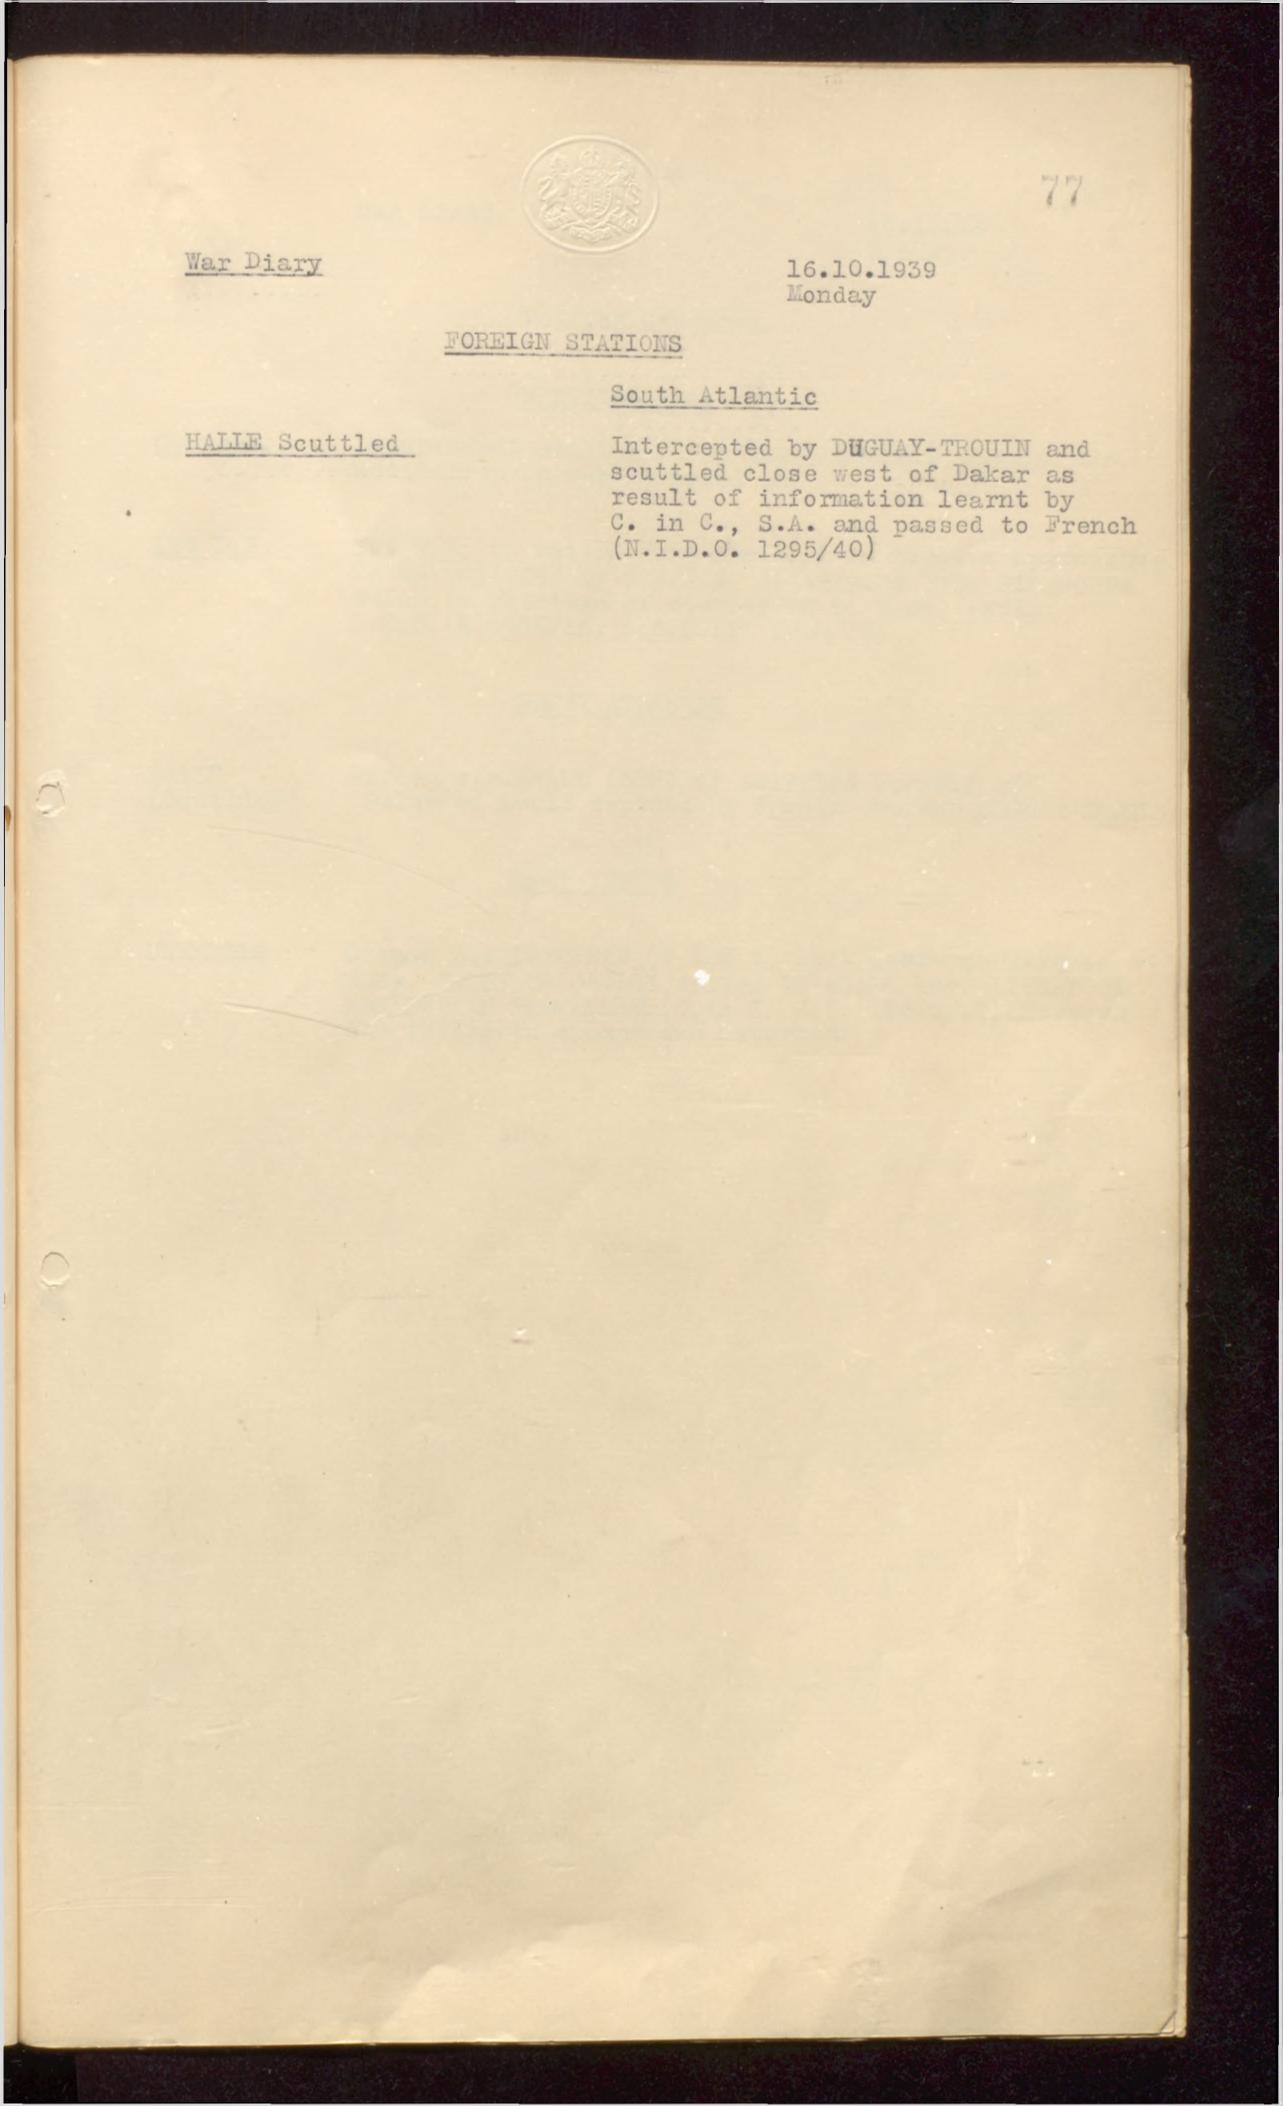 77
War Diary
16.10.1939
Monday
FOREIGN STATIONS
South Atlantic
HALLE Scuttled
Intercepted by DUGUAY-TROUIN and
scuttled close west of Dakar as
result of information learnt by
C. in C., S.A. and passed to French
(N.I.D.O. 1295/40)